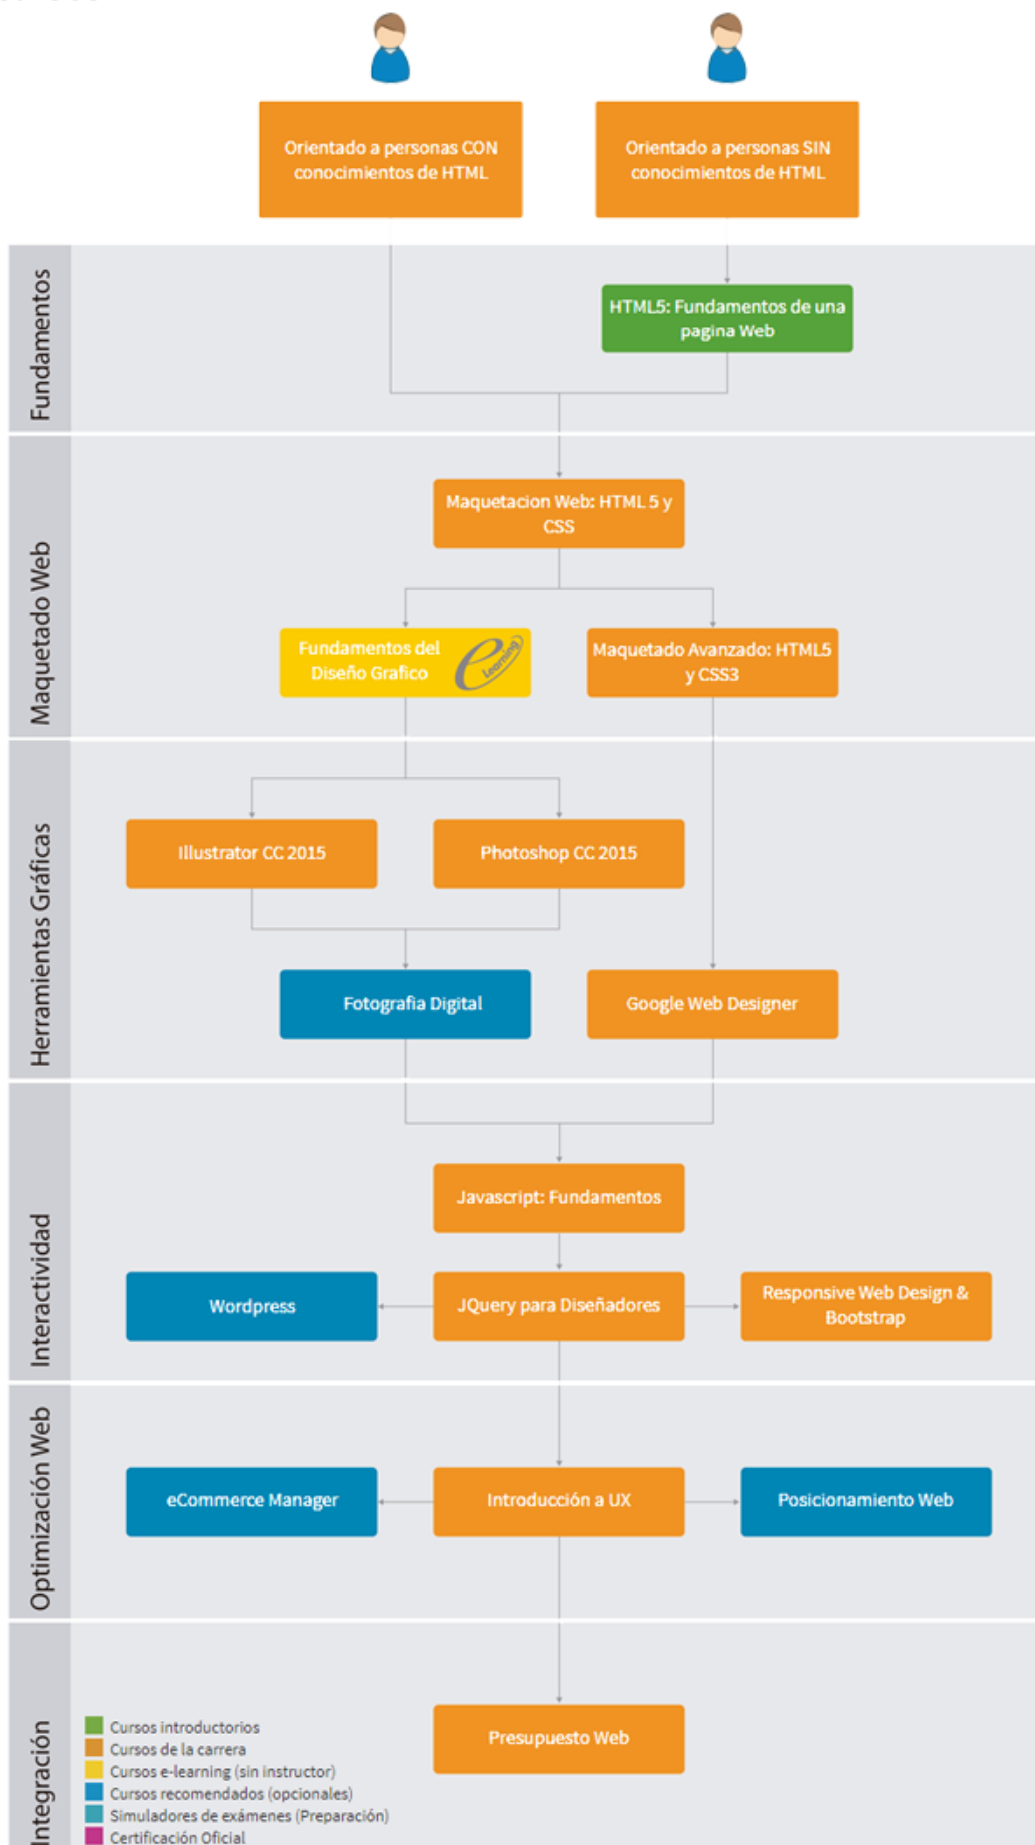 Orientado a personas CON
conocimientos de HTML
Orientado a personas SIN
conocimientos de HTML
Fundamentos
HTML5: Fundamentos de una
pagina Web
Maquetado Web
Maquetacion Web: HTML 5 y
CSS
Fundamentos del
Diseño Grafico
e Learning)
Maquetado Avanzado: HTML5
y CSS3
Herramientas Gráficas
Illustrator CC 2015
Photoshop CC 2015
Fotografia Digital
Google Web Designer
Interactividad
Javascript: Fundamentos
Wordpress
JQuery para Diseñadores
Responsive Web Design &
Bootstrap
Optimización Web
eCommerce Manager
Introducción a UX
Posicionamiento Web
Integración
Presupuesto Web
Cursos introductorios
Cursos de la carrera
Cursos e-learning (sin instructor)
Cursos recomendados (opcionales)
Simuladores de exámenes (Preparación)
Certificación Oficial